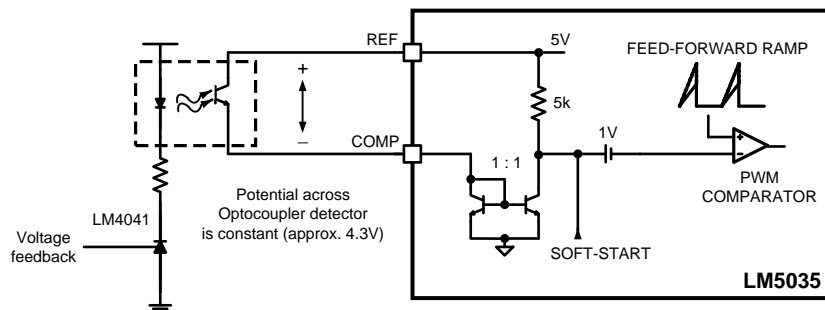 REF
5V
FEED-FORWARD RAMP
+
5k
–
COMP
1V
1 : 1
+
–
PWM
COMPARATOR
Potential across
Optocoupler detector
is constant (approx. 4.3V)
LM4041
Voltage
feedback
SOFT-START
LM5035